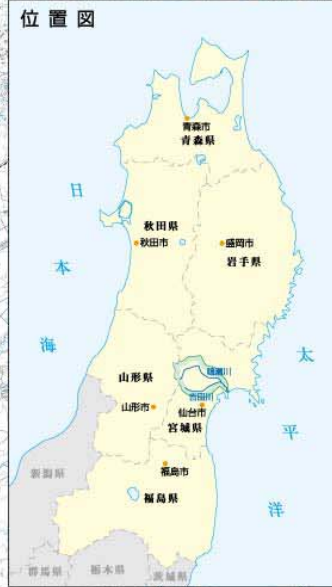 位置図
青森市
青森県
日本海
秋田県
秋田市
盛岡市
岩手県
太平洋
山形県
鳴瀬川
吉田川
山形市
仙台市
宮城県
新潟県
福島市
福島県
群馬県
栃木県
茨城県